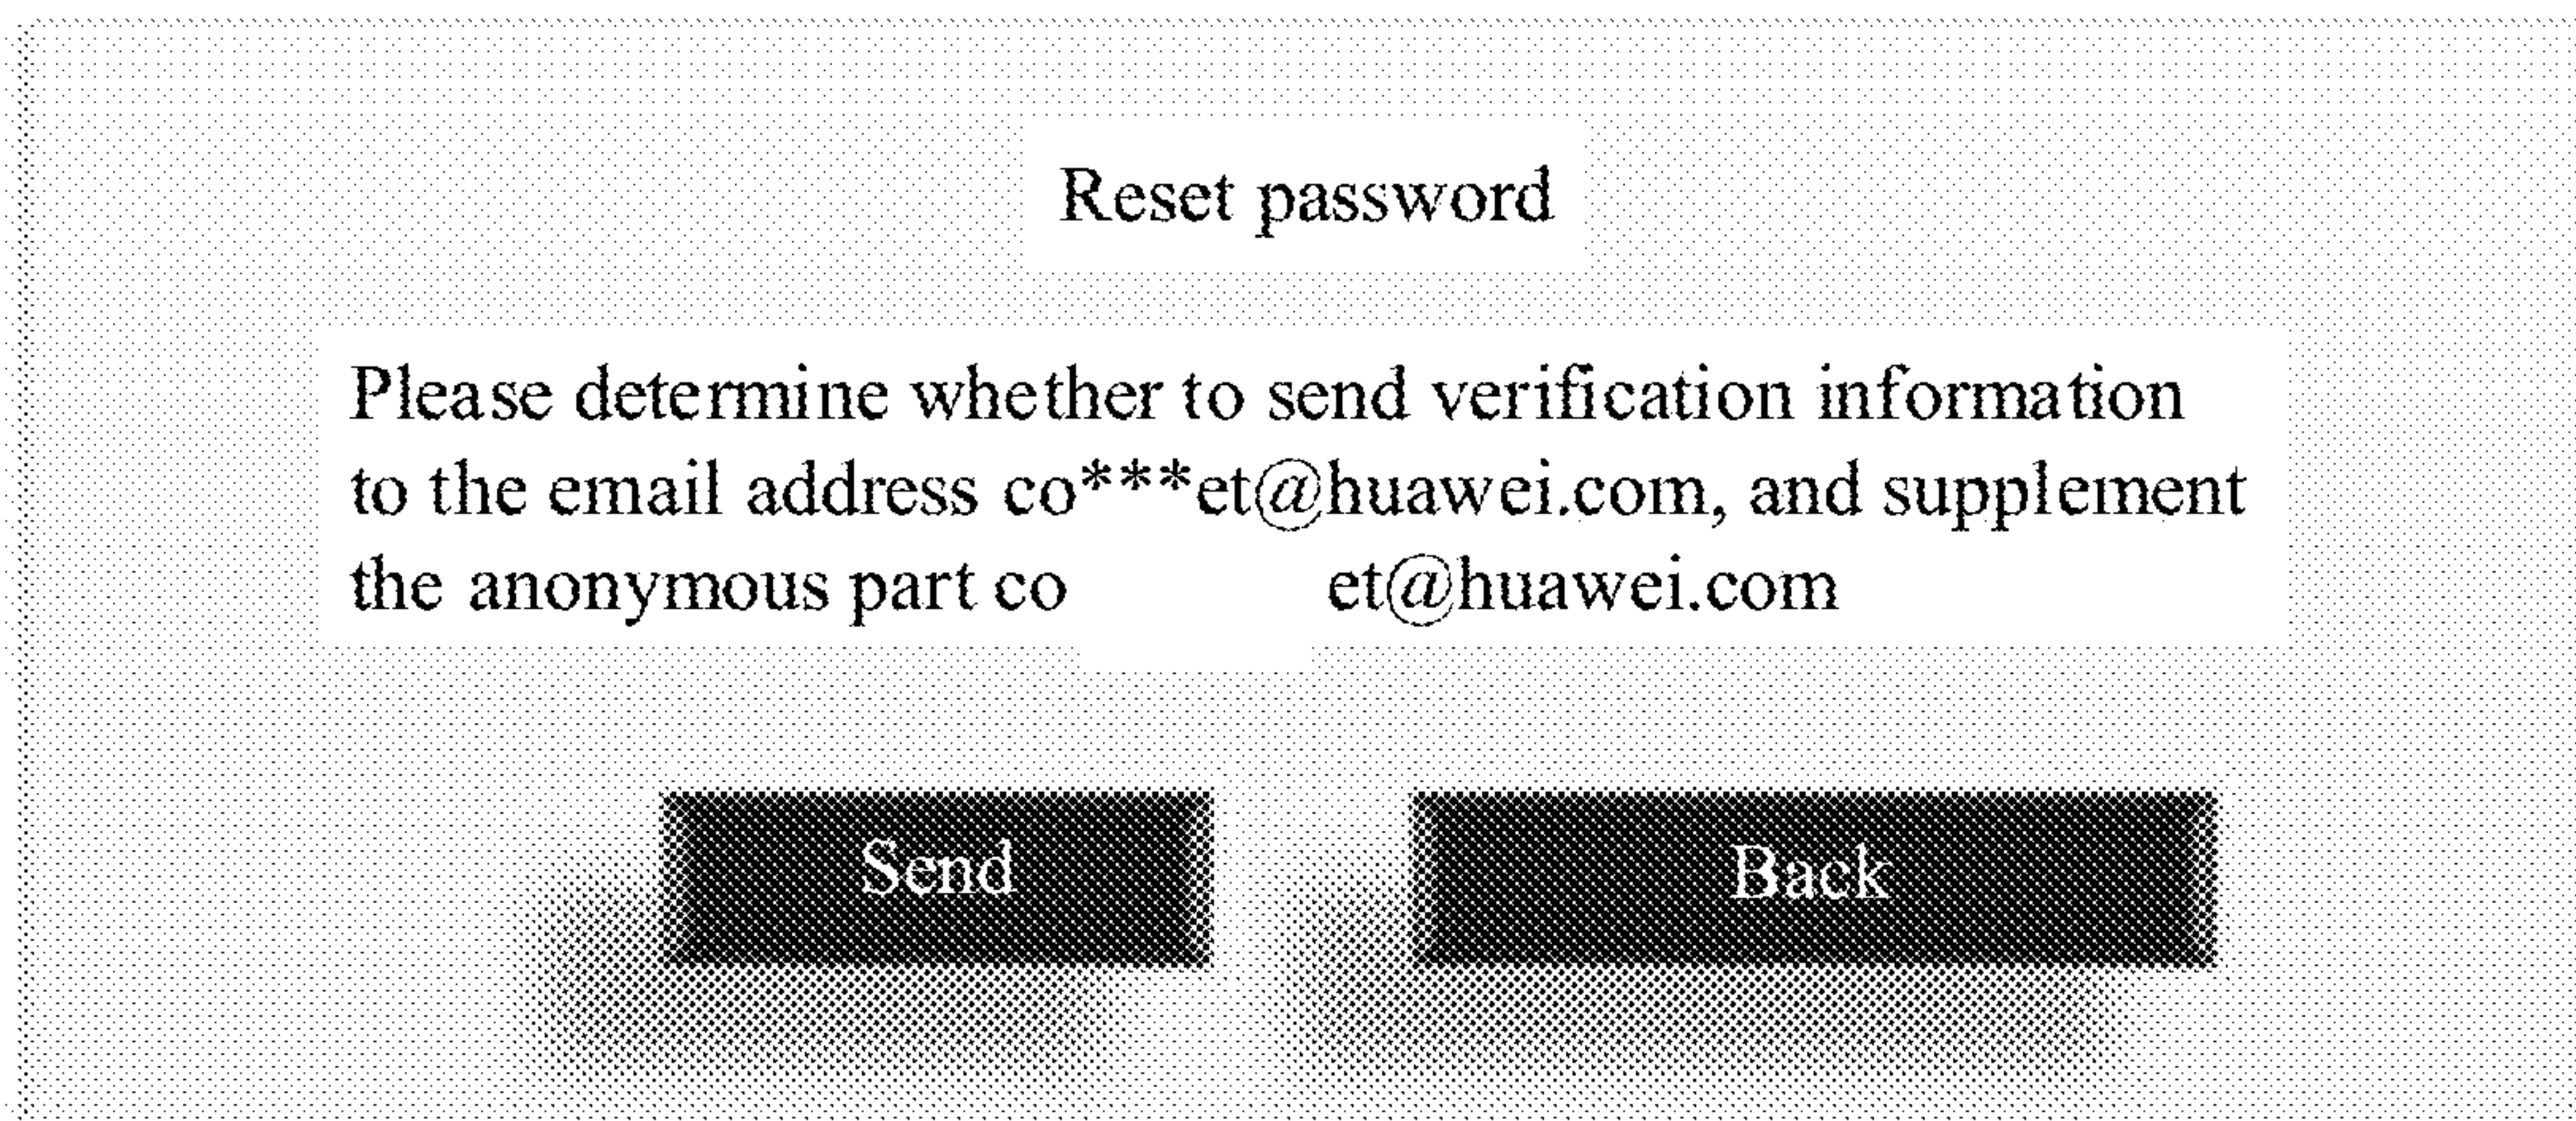 Reset password
Please determine whether to send verification information
to the email address co***et@huawei.com, and supplement
the anonymous part co et@huawei.com
Send
Back